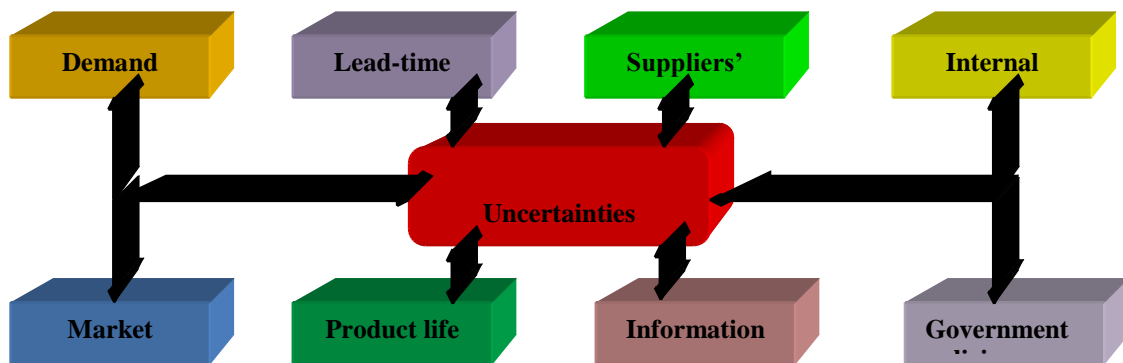 Demand
Lead-time
Suppliers’
Internal
Uncertainties
Market
Product life
Information
Government